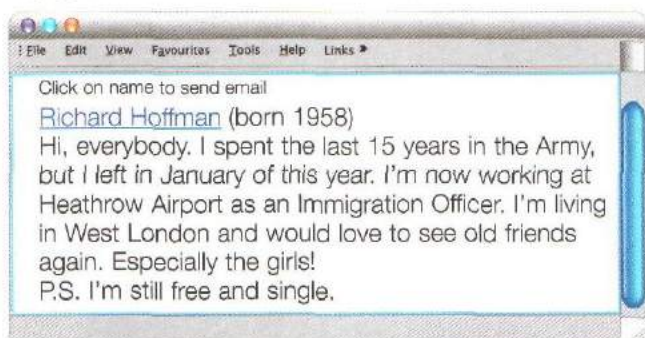 File Edit View Favourites Tools Help Links
Click on name to send email
Richard Hoffman (born 1958)
Hi, everybody. I spent the last 15 years in the Army,
but I left in January of this year. I'm now working at
Heathrow Airport as an Immigration Officer. I'm living
in West London and would love to see old friends
again. Especially the girls!
P.S. I'm still free and single.